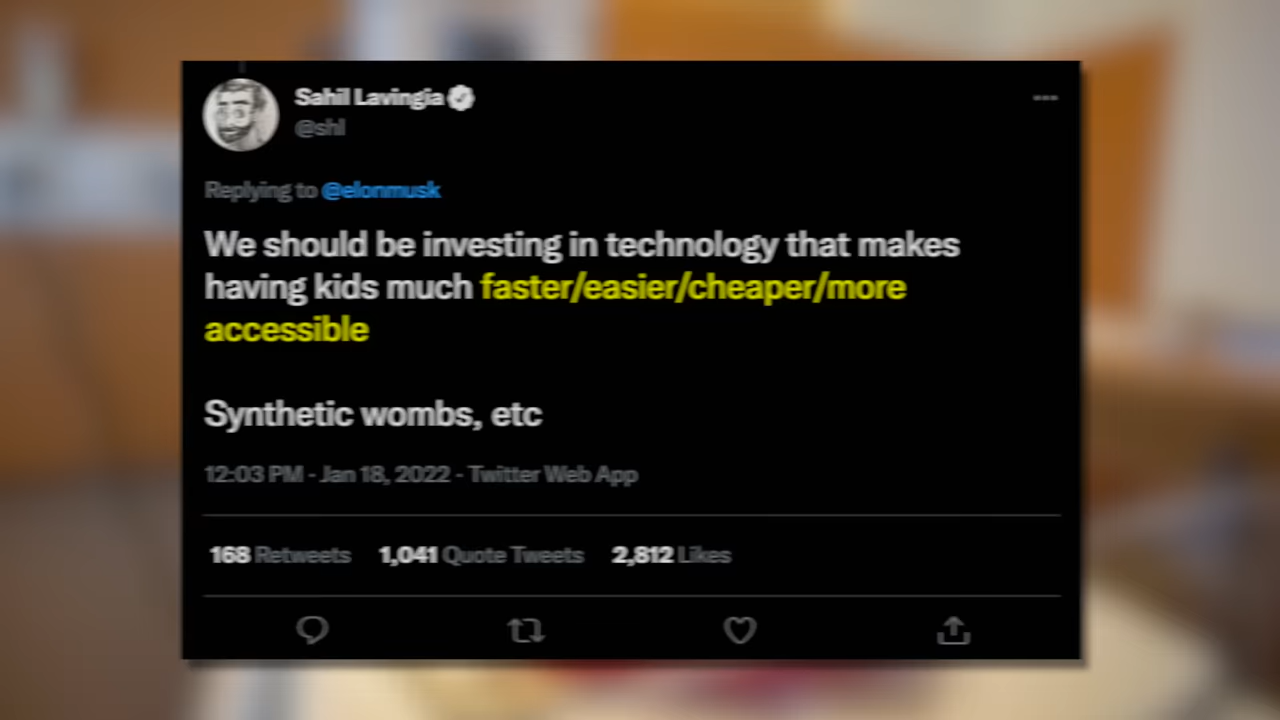 Sahil Lavingia
@shl
Replying to @elonmusk
We should be investing in technology that makes
having kids much faster/easier/cheaper/more
accessible
Synthetic wombs, etc
12:03 PM - Jan 18, 2022 - Twitter Web App
168 Retweets 1,041 Quote Tweets 2,812 Likes